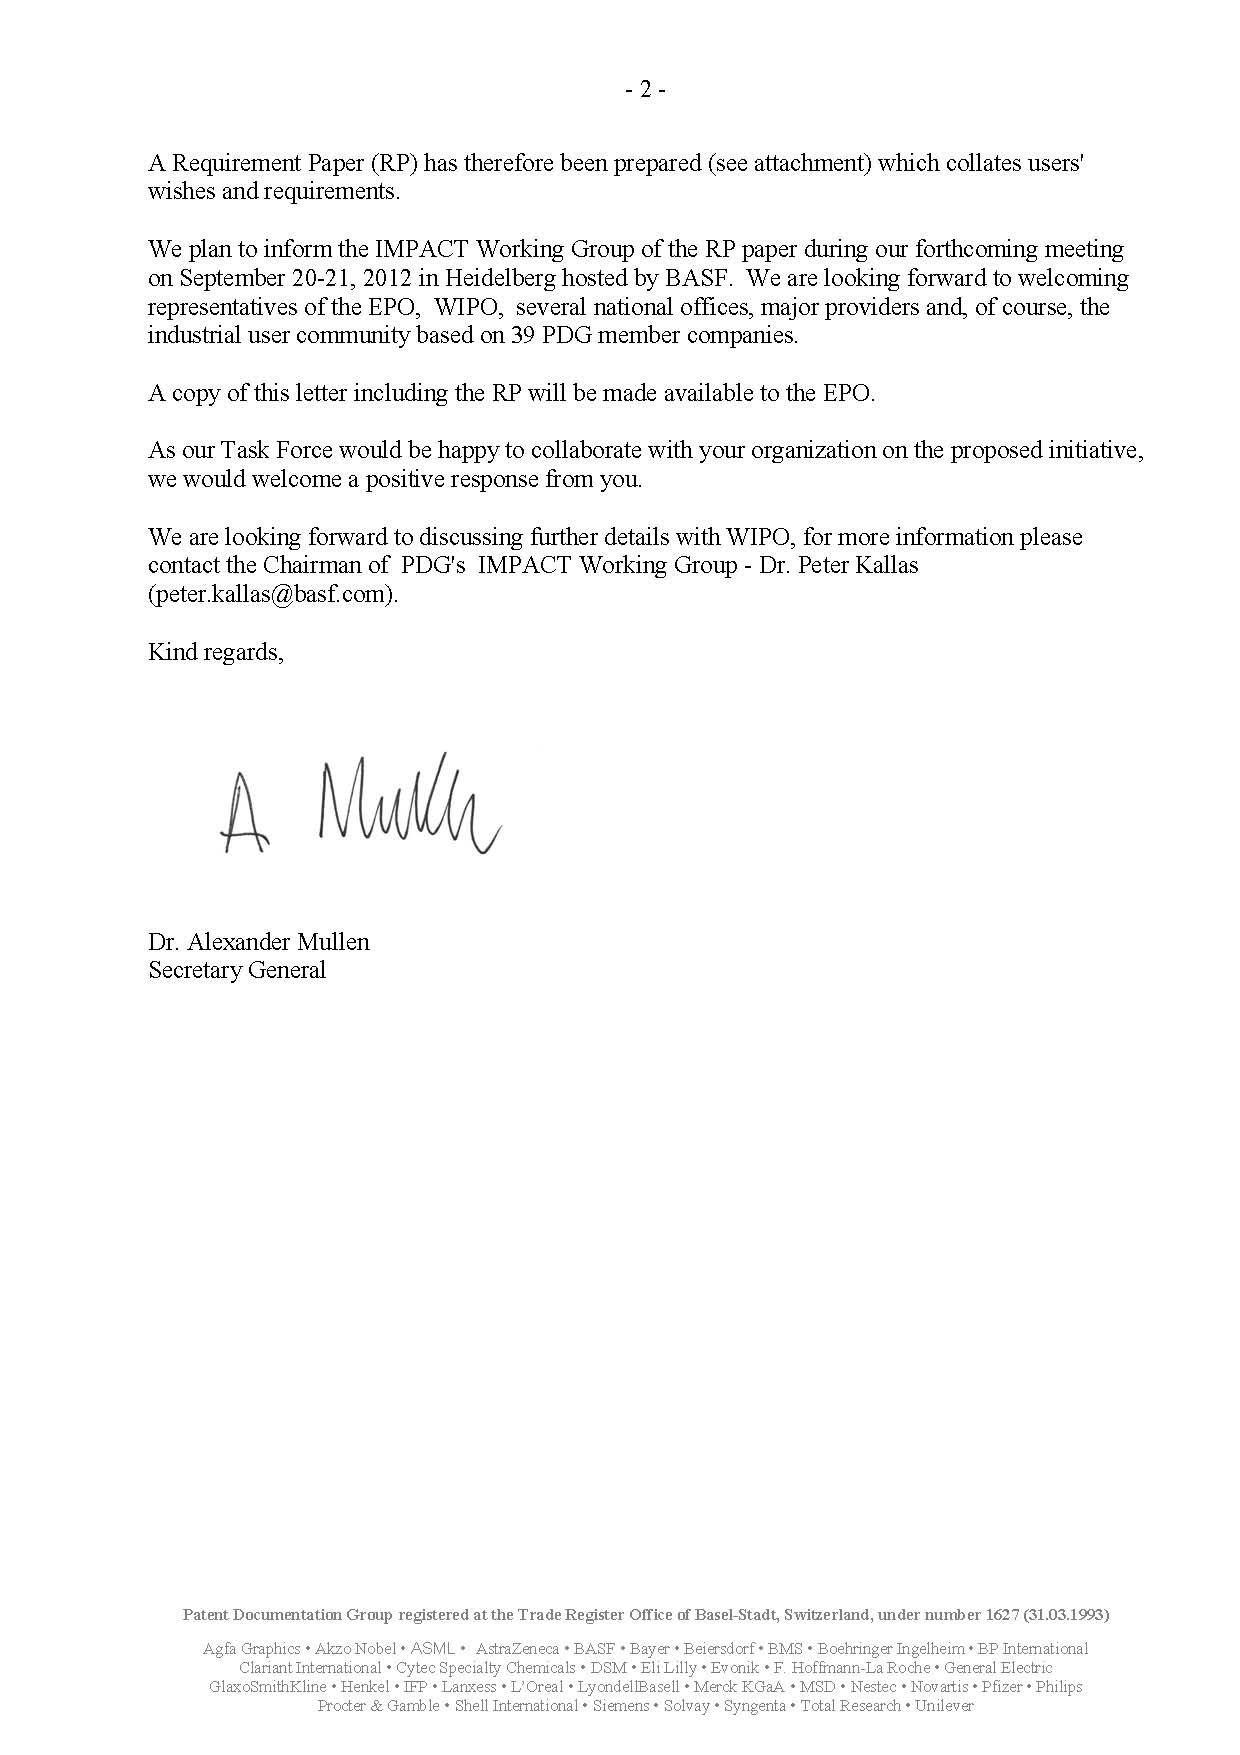 - 2 -
A Requirement Paper (RP) has therefore been prepared (see attachment) which collates users'
wishes and requirements.
We plan to inform the IMPACT Working Group of the RP paper during our forthcoming meeting
on September 20-21, 2012 in Heidelberg hosted by BASF.  We are looking forward to welcoming
representatives of the EPO,  WIPO,  several national offices, major providers and, of course, the
industrial user community based on 39 PDG member companies.
A copy of this letter including the RP will be made available to the EPO.
As our Task Force would be happy to collaborate with your organization on the proposed initiative,
we would welcome a positive response from you.
We are looking forward to discussing further details with WIPO, for more information please
contact the Chairman of  PDG's  IMPACT Working Group - Dr. Peter Kallas
(peter.kallas@basf.com).
Kind regards,
A Mullen
Dr. Alexander Mullen
Secretary General
Patent Documentation Group registered at the Trade Register Office of Basel-Stadt, Switzerland, under number 1627 (31.03.1993)
Agfa Graphics • Akzo Nobel • ASML •  AstraZeneca • BASF • Bayer • Beiersdorf • BMS • Boehringer Ingelheim • BP International
Clariant International • Cytec Specialty Chemicals • DSM • Eli Lilly • Evonik • F. Hoffmann-La Roche • General Electric
GlaxoSmithKline • Henkel • IFP • Lanxess • L’Oreal • LyondellBasell • Merck KGaA • MSD • Nestec • Novartis • Pfizer • Philips
Procter & Gamble • Shell International • Siemens • Solvay • Syngenta • Total Research • Unilever